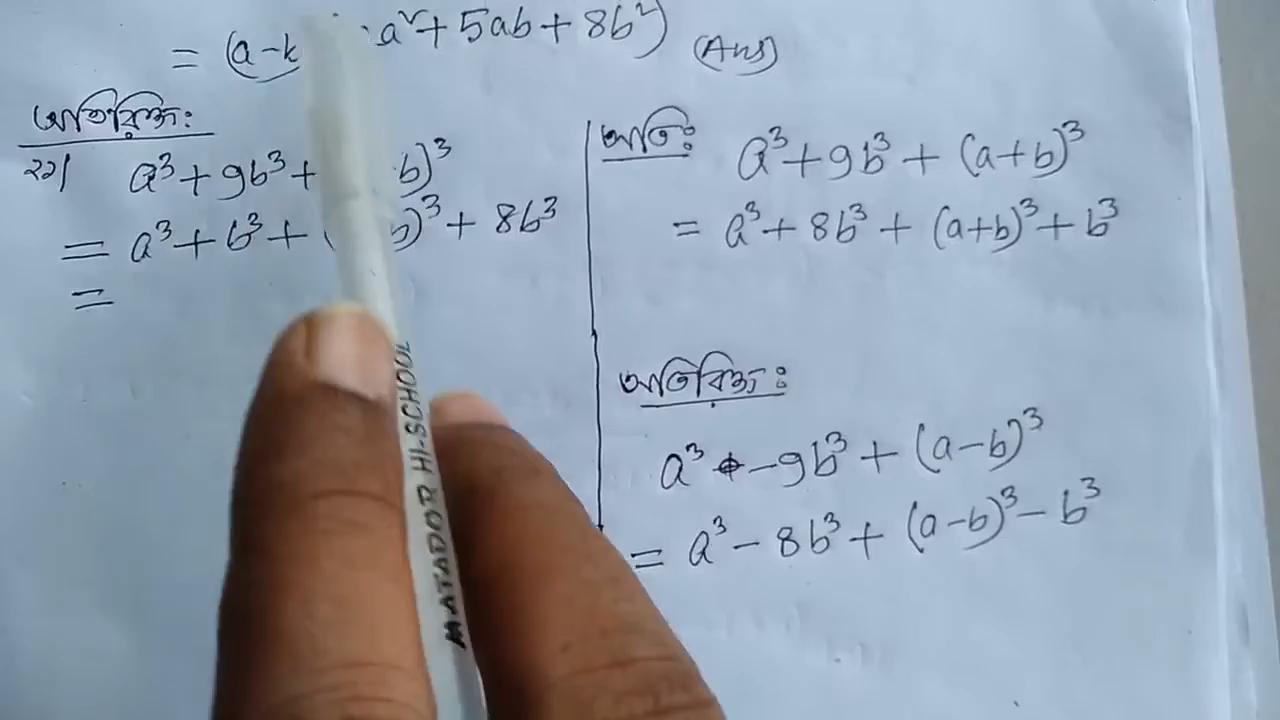 = (a-b a² + 5ab + 8b²) (Ans)
অতিরিক্ত:
২২| a³ + 9b³ + b)³
= a³ + b³ + ( b)³ + 8b³
=
অতি:
a³ + 9b³ + (a+b)³
= a³ + 8b³ + (a+b)³ + b³
অতিরিক্ত:
a³ - 9b³ + (a-b)³
= a³ - 8b³ + (a-b)³ - b³
MATADOR HI-SCHOOL